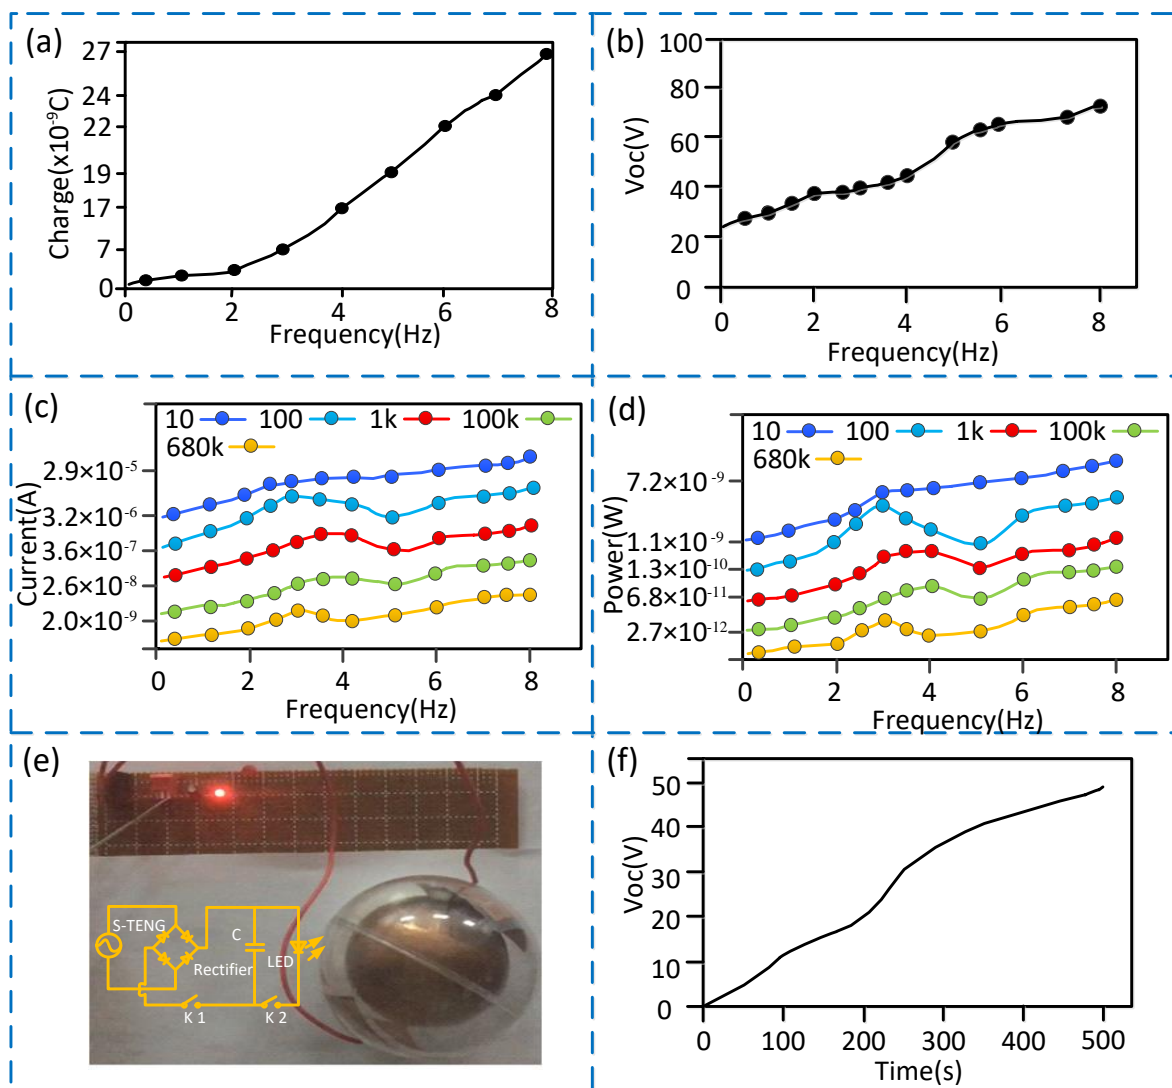 (a)
27
24
22
19
17
7
0
Charge(x10⁻⁹C)
0 2 4 6 8
Frequency(Hz)
(b)
100
80
60
40
20
0
Voc(V)
0 2 4 6 8
Frequency(Hz)
(c)
10 100 1k 100k
680k
2.9×10⁻⁵
3.2×10⁻⁶
3.6×10⁻⁷
2.6×10⁻⁸
2.0×10⁻⁹
Current(A)
0 2 4 6 8
Frequency(Hz)
(d)
10 100 1k 100k
680k
7.2×10⁻⁹
1.1×10⁻⁹
1.3×10⁻¹⁰
6.8×10⁻¹¹
2.7×10⁻¹²
Power(W)
0 2 4 6 8
Frequency(Hz)
(e)
S-TENG
C
LED
Rectifier
K 1 K 2
(f)
50
40
30
20
10
0
Voc(V)
0 100 200 300 400 500
Time(s)